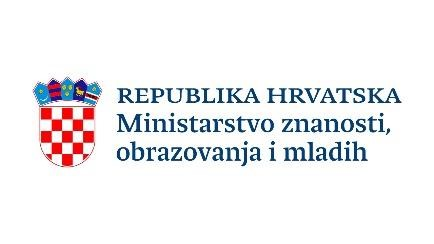 REPUBLIKA HRVATSKA
Ministarstvo znanosti,
obrazovanja i mladih